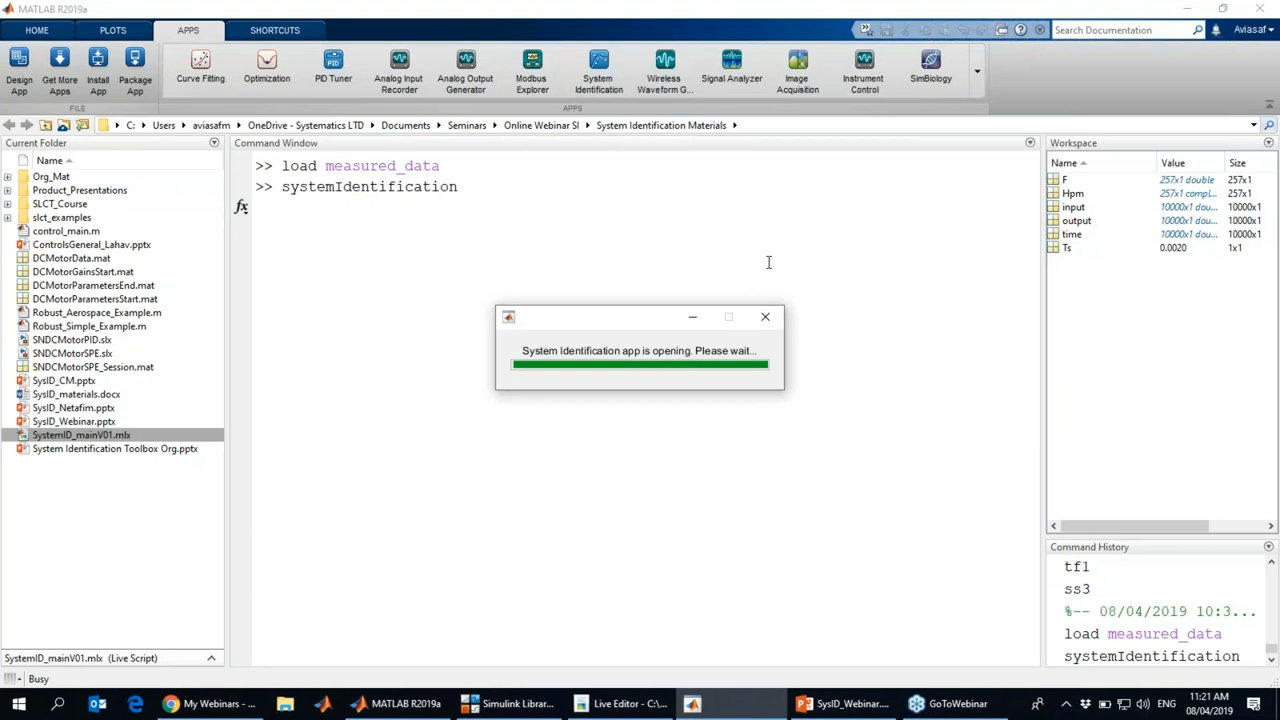 MATLAB R2019a
HOME PLOTS APPS SHORTCUTS
Search Documentation
Aviasaf
Design App
Get More Apps
Install App
Package App
Curve Fitting
Optimization
PID Tuner
Analog Input Recorder
Analog Output Generator
Modbus Explorer
System Identification
Wireless Waveform G...
Signal Analyzer
Image Acquisition
Instrument Control
SimBiology
FILE
APPS
C: Users aviasafm OneDrive - Systematics LTD Documents Seminars Online Webinar SI System Identification Materials
Current Folder
Name
Org_Mat
Product_Presentations
SLCT_Course
slct_examples
control_main.m
ControlsGeneral_Lahav.pptx
DCMotorData.mat
DCMotorGainsStart.mat
DCMotorParametersEnd.mat
DCMotorParametersStart.mat
Robust_Aerospace_Example.m
Robust_Simple_Example.m
SNDCMotorPID.slx
SNDCMotorSPE.slx
SNDCMotorSPE_Session.mat
SysID_CM.pptx
SysID_materials.docx
SysID_Netafim.pptx
SysID_Webinar.pptx
SystemID_mainV01.mlx
System Identification Toolbox Org.pptx
SystemID_mainV01.mlx (Live Script)
Busy
Command Window
>> load measured_data
>> systemIdentification
fx
System Identification app is opening. Please wait...
Workspace
Name Value Size
F 257x1 double 257x1
Hpm 257x1 compl... 257x1
input 10000x1 dou... 10000x1
output 10000x1 dou... 10000x1
time 10000x1 dou... 10000x1
Ts 0.0020 1x1
Command History
tf1
ss3
%-- 08/04/2019 10:3...
load measured_data
systemIdentification
My Webinars - ...
MATLAB R2019a
Simulink Librar...
Live Editor - C:\...
SysID_Webinar....
GoToWebinar
ENG
11:21 AM
08/04/2019